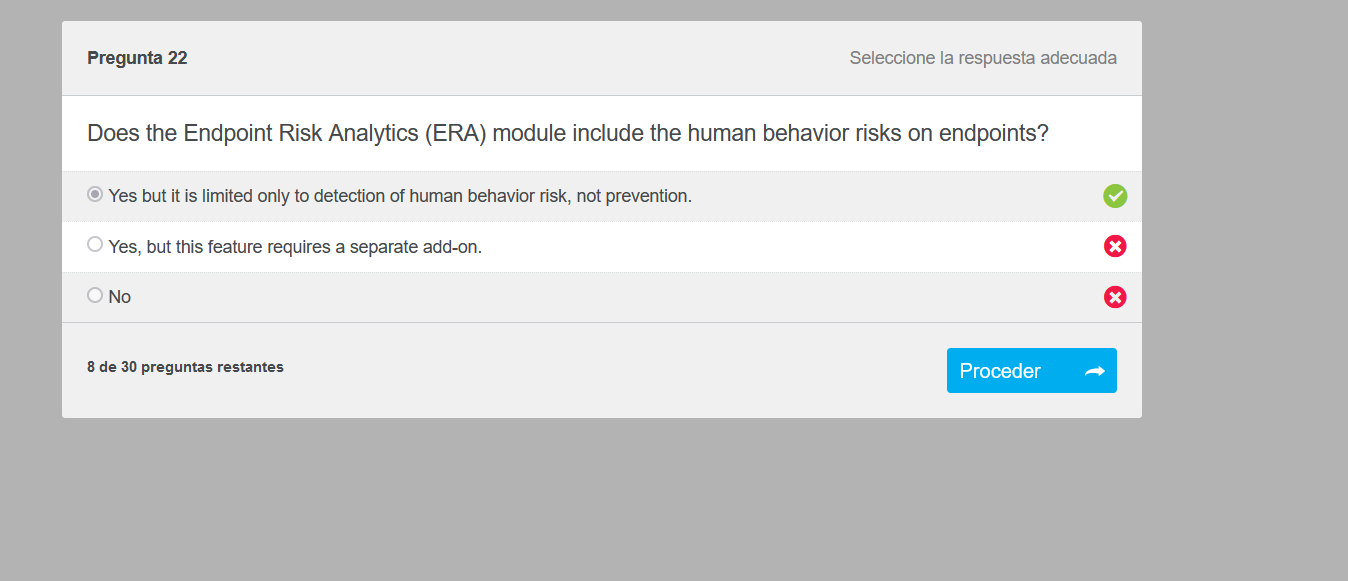 Pregunta 22
Seleccione la respuesta adecuada
Does the Endpoint Risk Analytics (ERA) module include the human behavior risks on endpoints?
Yes but it is limited only to detection of human behavior risk, not prevention.
Yes, but this feature requires a separate add-on.
No
8 de 30 preguntas restantes
Proceder